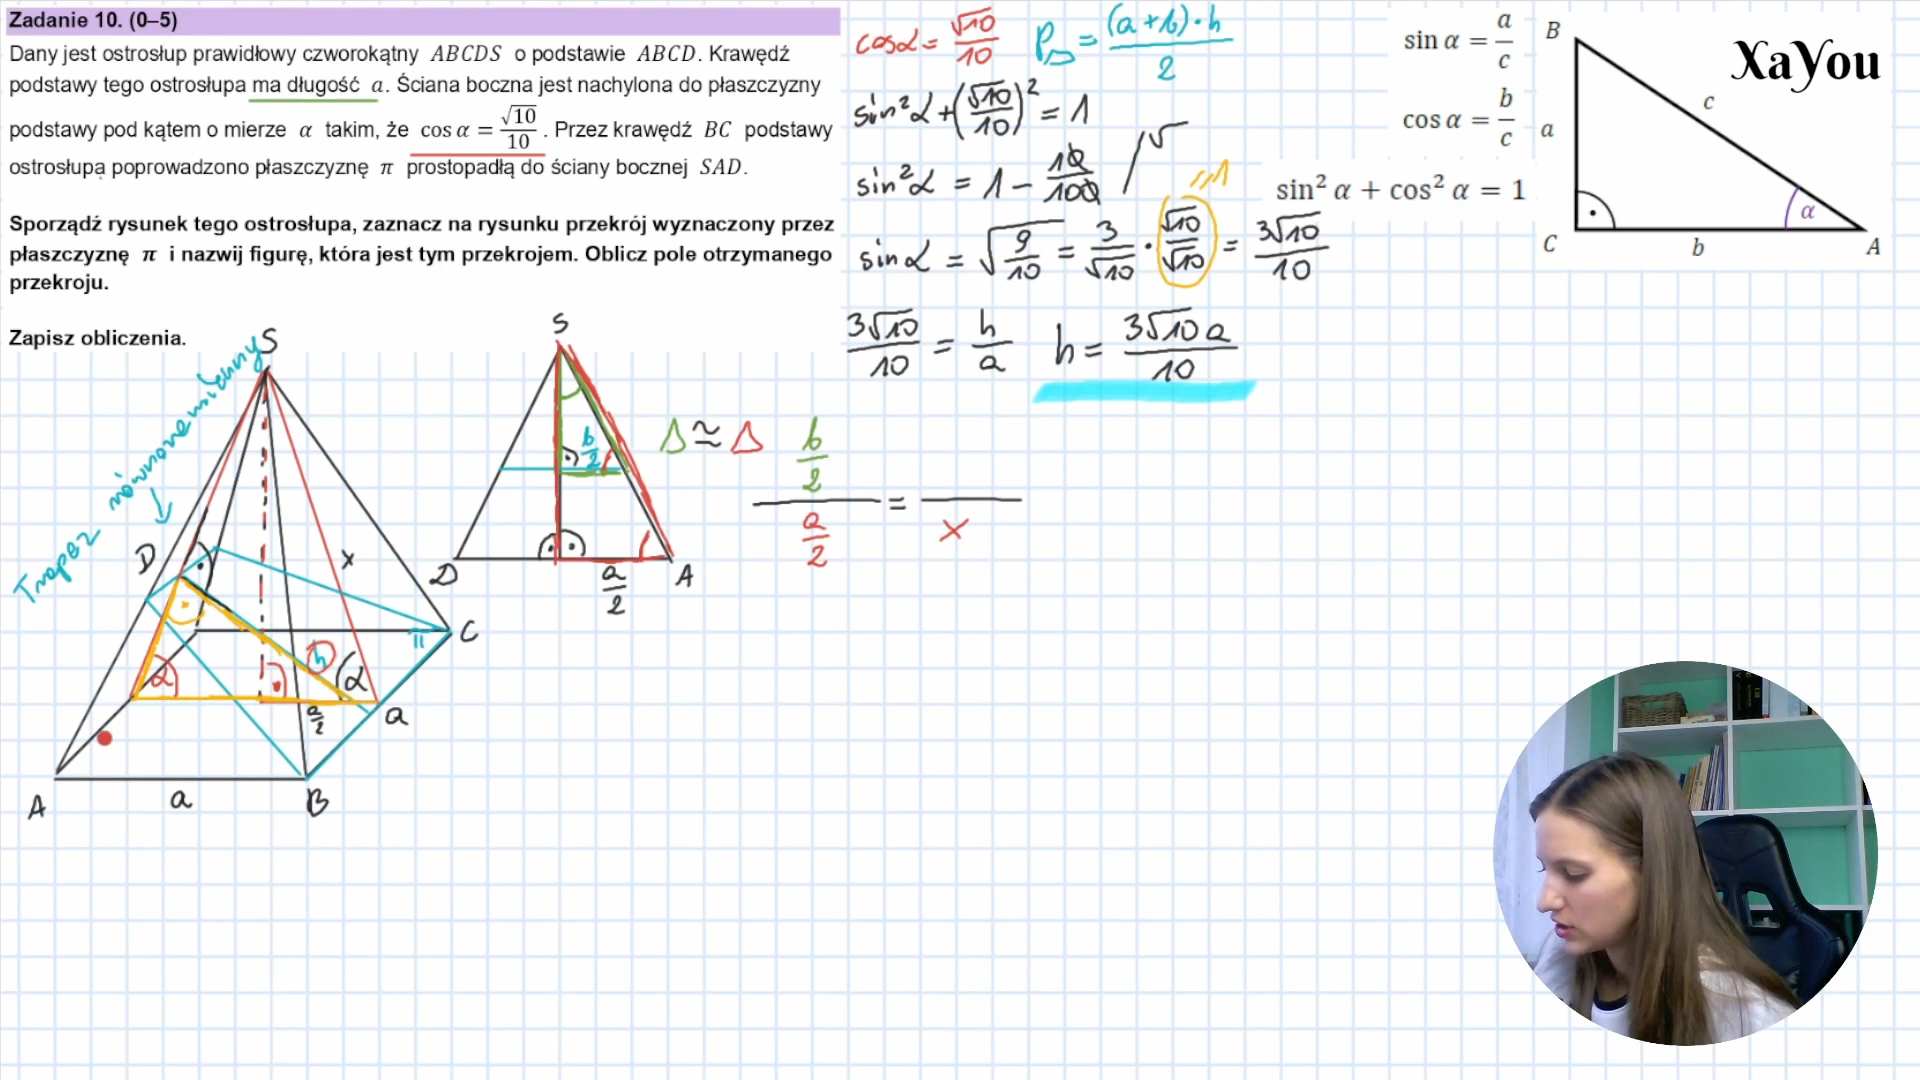 Zadanie 10. (0–5)
Dany jest ostrosłup prawidłowy czworokątny ABCDS o podstawie ABCD. Krawędź
podstawy tego ostrosłupa ma długość a. Ściana boczna jest nachylona do płaszczyzny
podstawy pod kątem o mierze α takim, że cos α = √10/10. Przez krawędź BC podstawy
ostrosłupa poprowadzono płaszczyznę π prostopadłą do ściany bocznej SAD.
Sporządź rysunek tego ostrosłupa, zaznacz na rysunku przekrój wyznaczony przez
płaszczyznę π i nazwij figurę, która jest tym przekrojem. Oblicz pole otrzymanego
przekroju.
Zapisz obliczenia.
cosα = √10/10
P = (a+b)·h/2
sin²α + (√10/10)² = 1
sin²α = 1 − 10/100 /√
sin α = √(9/10) = 3/√10 · √10/√10 = 3√10/10
=1
3√10/10 = h/a
h = 3√10a/10
sin α = a/c
cos α = b/c
sin² α + cos² α = 1
B
a
c
C
b
A
α
XaYou
Trapez równoramienny
S
D
x
C
π
h
α
α
a/2
a
A
a
B
S
b/2
D
a/2
A
Δ ≃ Δ
b/2 / a/2 = / x